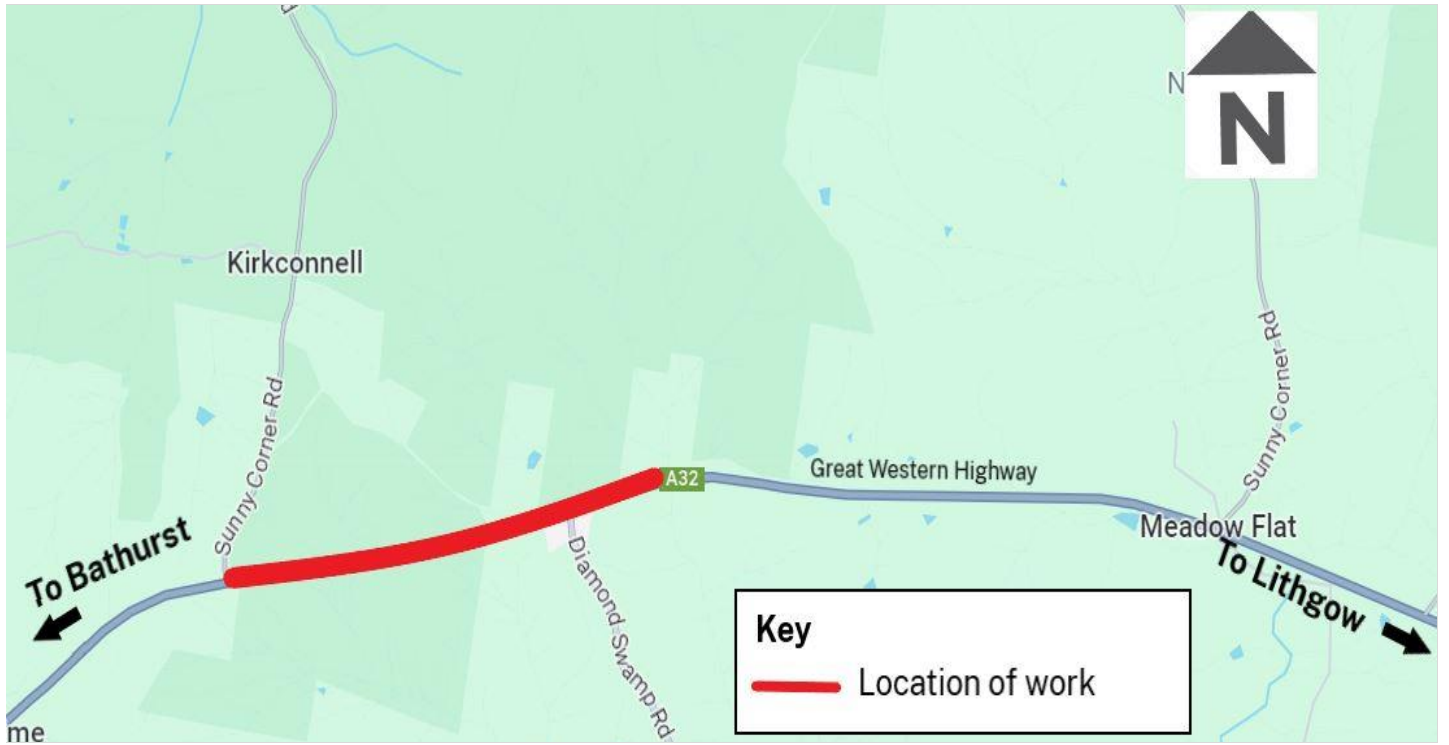 N
N
Kirkconnell
Sunny Corner Rd
Sunny Corner Rd
A32
Great Western Highway
Meadow Flat
To Bathurst
To Lithgow
Diamond Swamp Rd
Key
Location of work
me